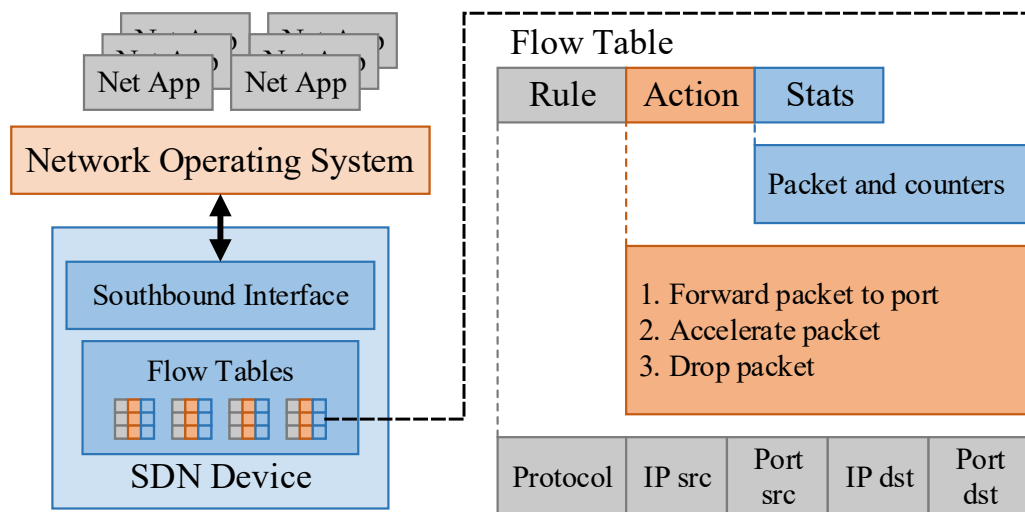 Net App
Net App
Net App
Net App
Net App
Net App
Network Operating System
Southbound Interface
Flow Tables
SDN Device
Flow Table
Rule
Action
Stats
Packet and counters
1. Forward packet to port
2. Accelerate packet
3. Drop packet
Protocol
IP src
Port
src
IP dst
Port
dst